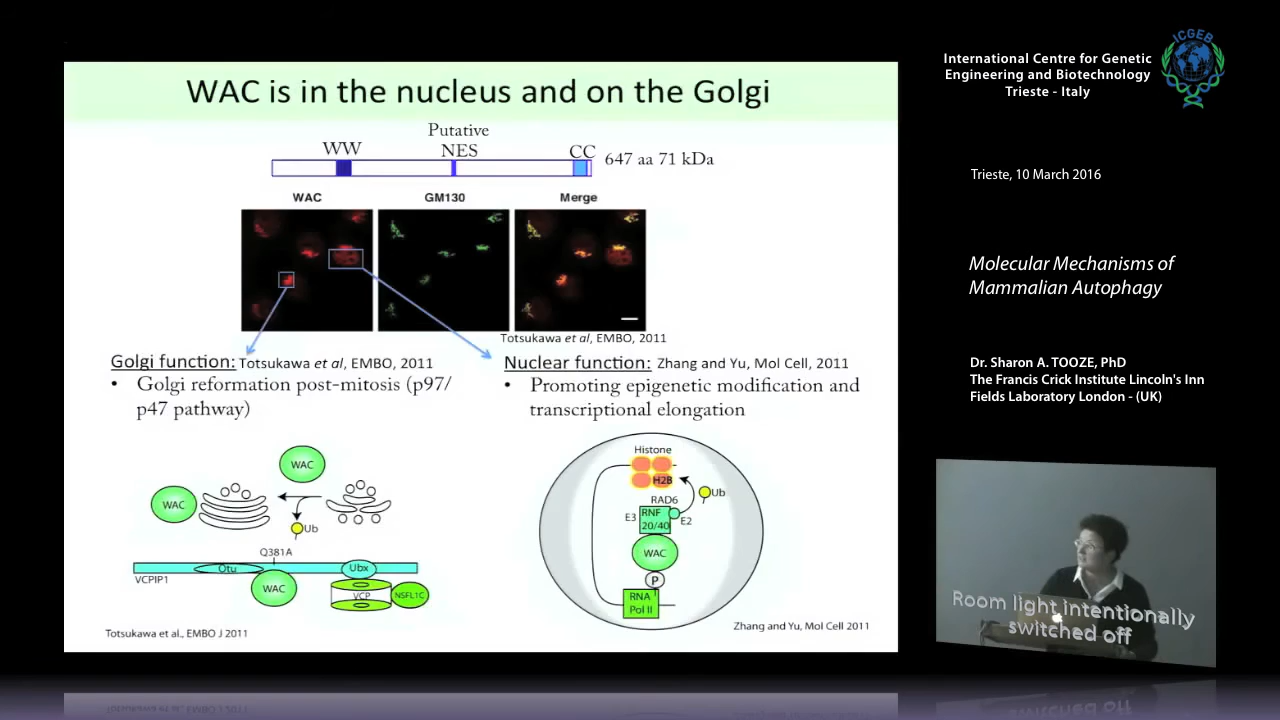 WAC is in the nucleus and on the Golgi
Putative
WW
NES
CC
647 aa 71 kDa
WAC
GM130
Merge
Totsukawa et al, EMBO, 2011
Golgi function: Totsukawa et al, EMBO, 2011
• Golgi reformation post-mitosis (p97/
p47 pathway)
Nuclear function: Zhang and Yu, Mol Cell, 2011
• Promoting epigenetic modification and
transcriptional elongation
WAC
WAC
Ub
Q381A
Otu
Ubx
VCPIP1
WAC
VCP
NSFL1C
Totsukawa et al., EMBO J 2011
Histone
H2B
Ub
RAD6
E3
RNF
20/40
E2
WAC
P
RNA
Pol II
Zhang and Yu, Mol Cell 2011
International Centre for Genetic
Engineering and Biotechnology
Trieste - Italy
ICGEB
Trieste, 10 March 2016
Molecular Mechanisms of
Mammalian Autophagy
Dr. Sharon A. TOOZE, PhD
The Francis Crick Institute Lincoln's Inn
Fields Laboratory London - (UK)
Room light intentionally
switched off